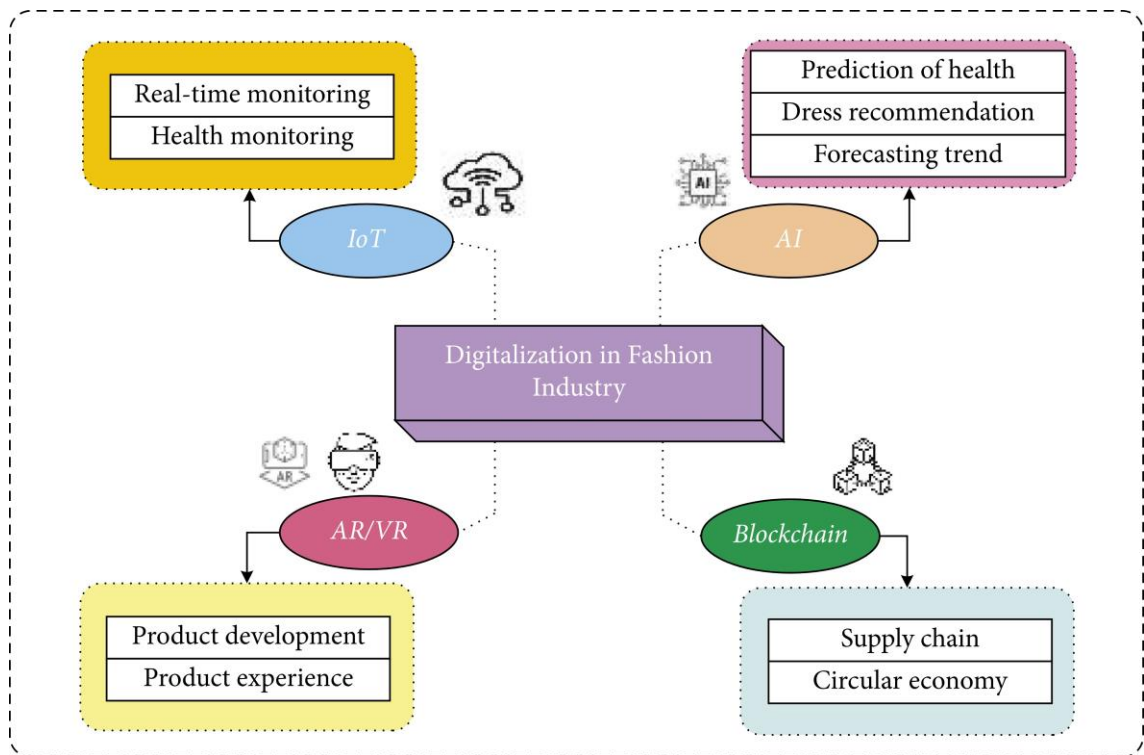 Real-time monitoring
Health monitoring
Prediction of health
Dress recommendation
Forecasting trend
AI
IoT
AI
Digitalization in Fashion
Industry
AR
AR/VR
Blockchain
Product development
Product experience
Supply chain
Circular economy